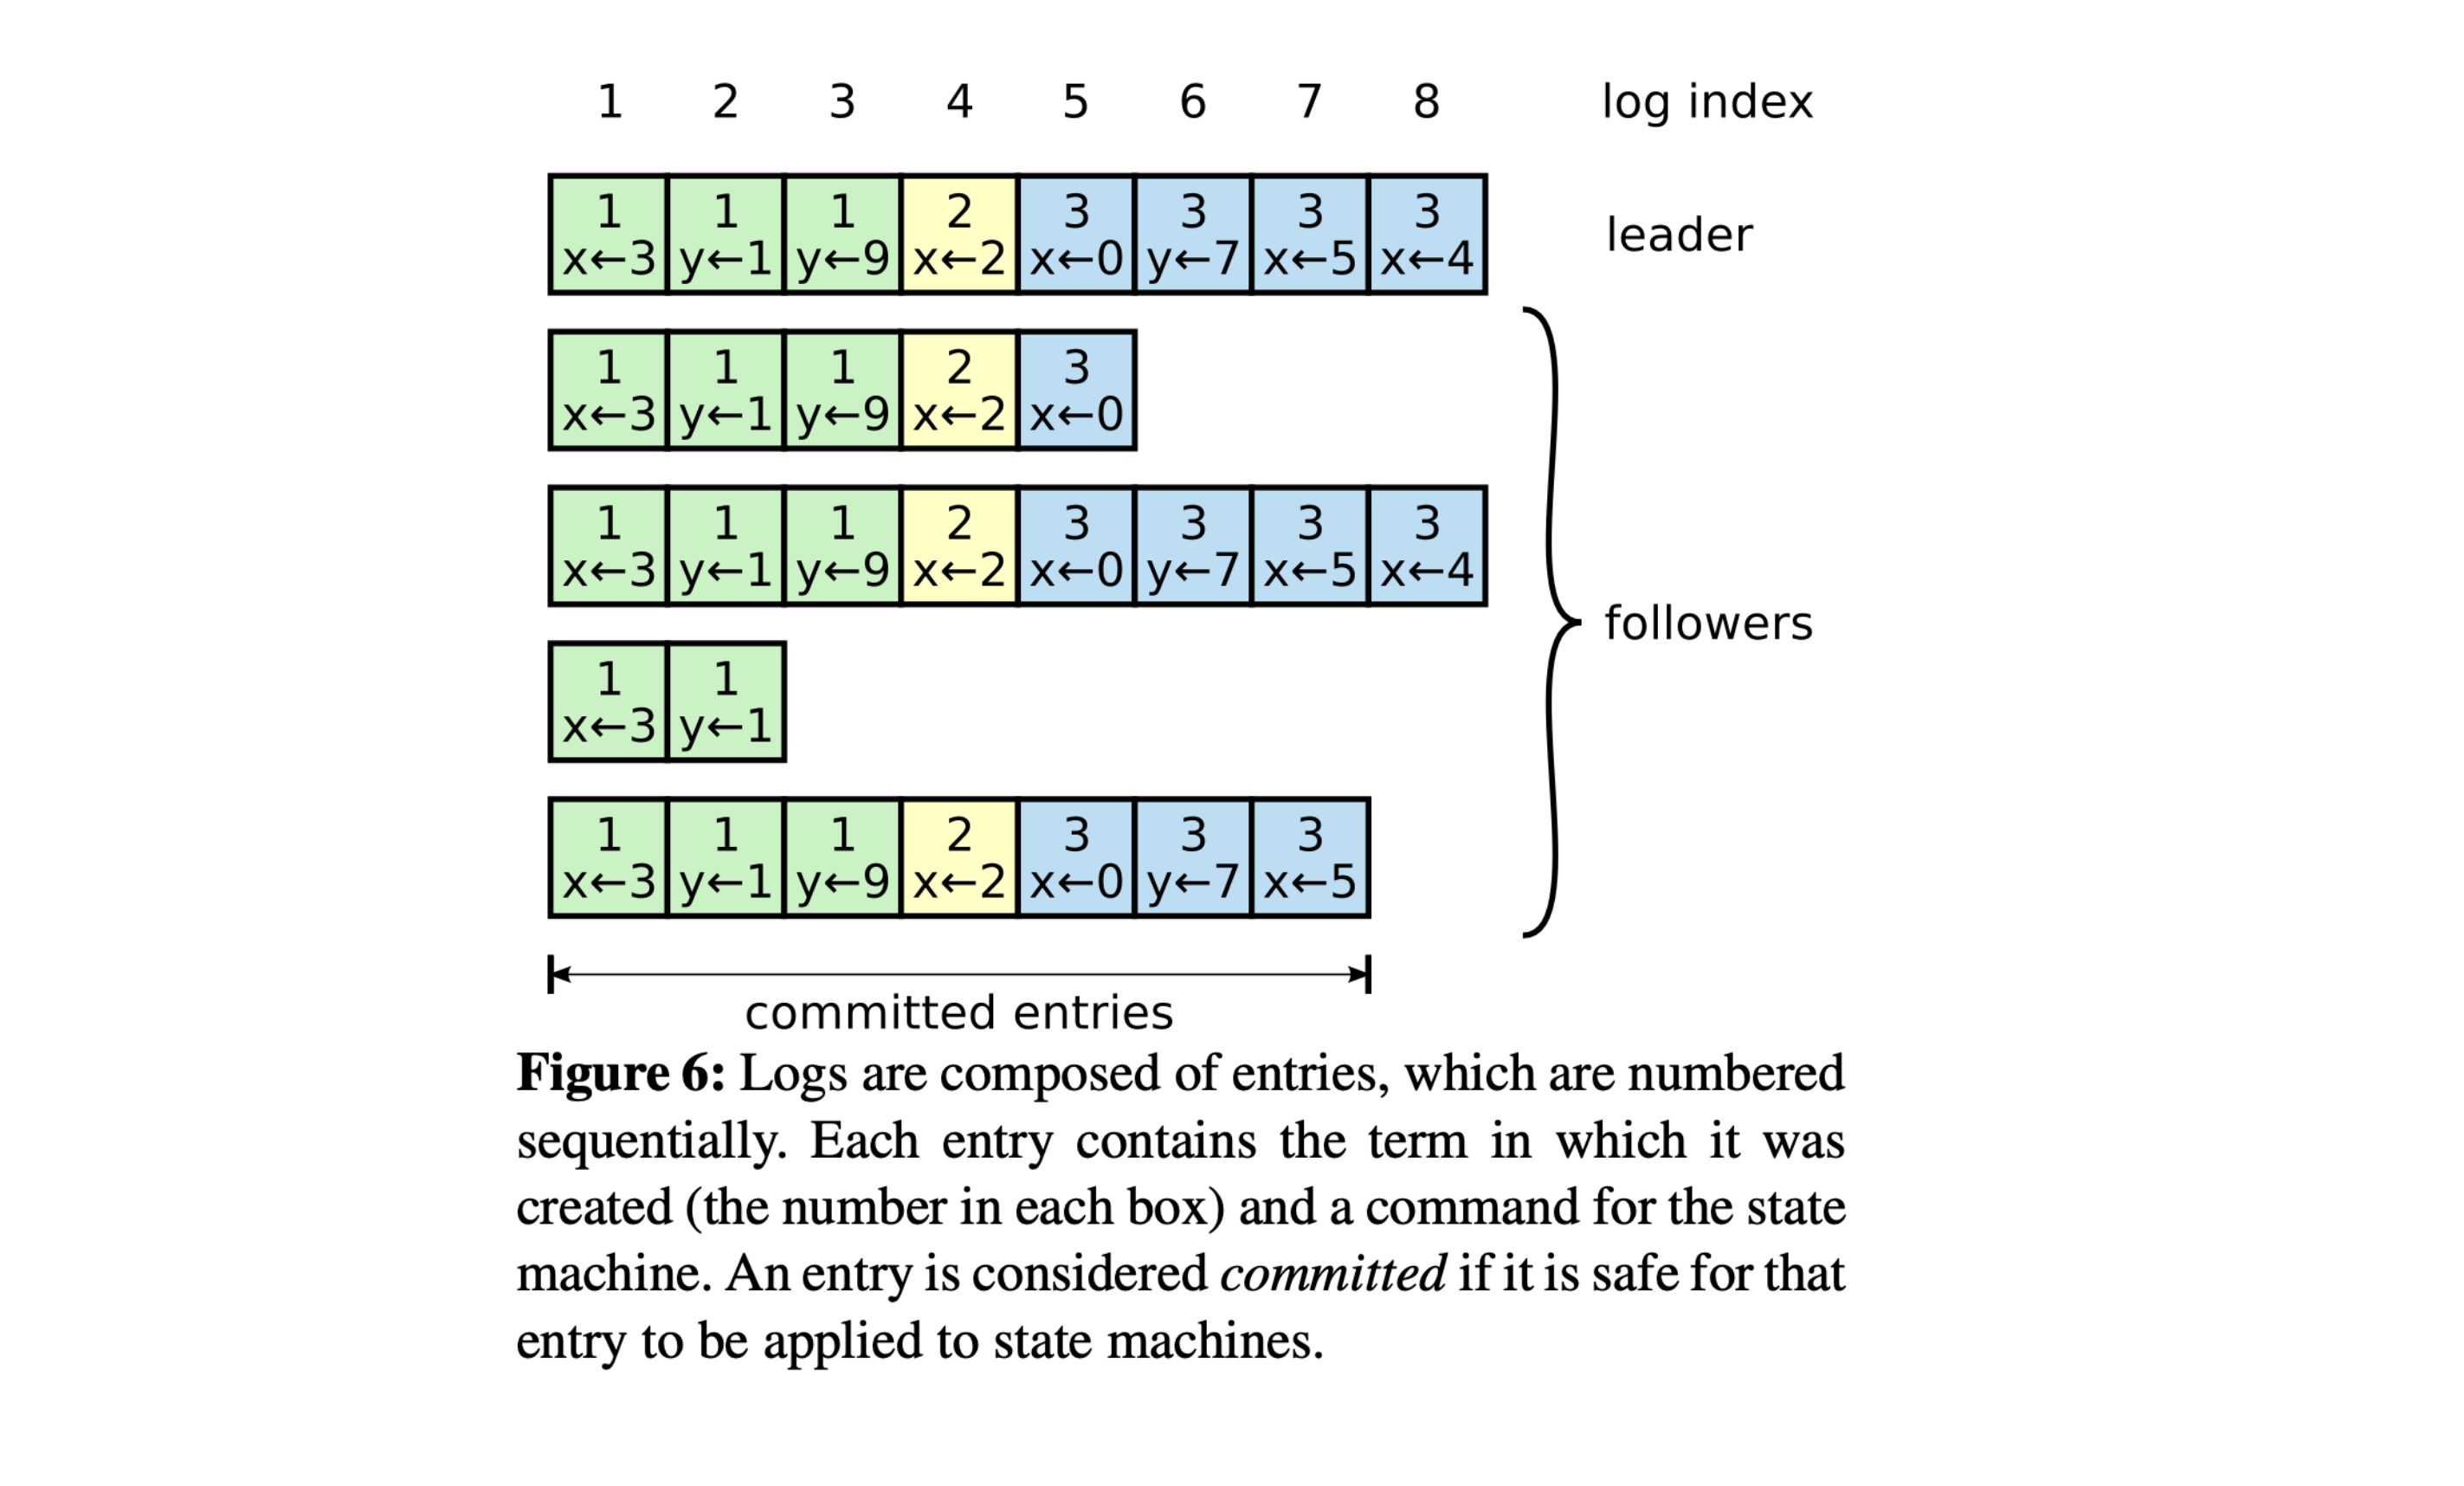 1 2 3 4 5 6 7 8 log index
1 1 1 2 3 3 3 3
x←3 y←1 y←9 x←2 x←0 y←7 x←5 x←4
leader
1 1 1 2 3
x←3 y←1 y←9 x←2 x←0
1 1 1 2 3 3 3 3
x←3 y←1 y←9 x←2 x←0 y←7 x←5 x←4
followers
1 1
x←3 y←1
1 1 1 2 3 3 3
x←3 y←1 y←9 x←2 x←0 y←7 x←5
committed entries
Figure 6: Logs are composed of entries, which are numbered
sequentially. Each entry contains the term in which it was
created (the number in each box) and a command for the state
machine. An entry is considered committed if it is safe for that
entry to be applied to state machines.